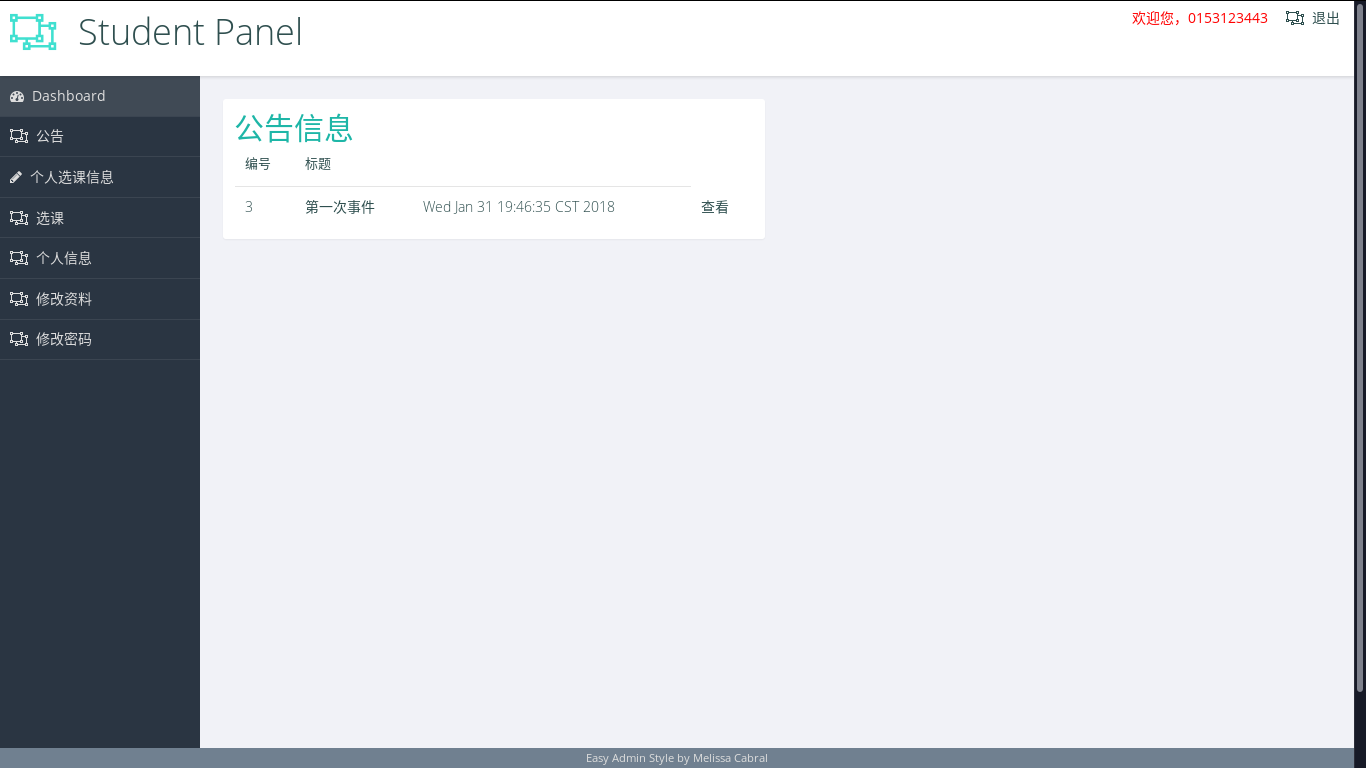 Student Panel
欢迎您，0153123443 退出
Dashboard
公告
个人选课信息
选课
个人信息
修改资料
修改密码
公告信息
编号 标题
3 第一次事件 Wed Jan 31 19:46:35 CST 2018 查看
Easy Admin Style by Melissa Cabral